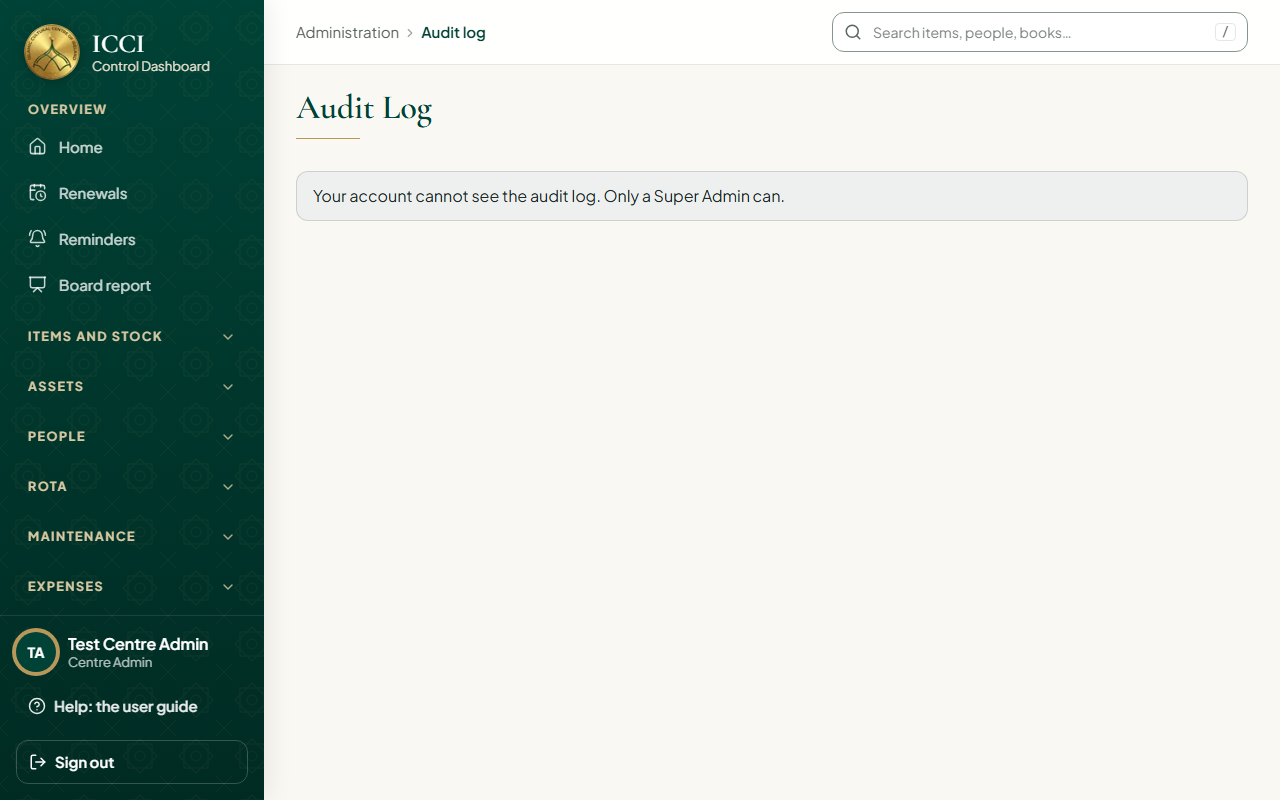 ICCI
Control Dashboard
OVERVIEW
Home
Renewals
Reminders
Board report
ITEMS AND STOCK
ASSETS
PEOPLE
ROTA
MAINTENANCE
EXPENSES
TA
Test Centre Admin
Centre Admin
Help: the user guide
Sign out
Administration > Audit log
Search items, people, books... /
Audit Log
Your account cannot see the audit log. Only a Super Admin can.